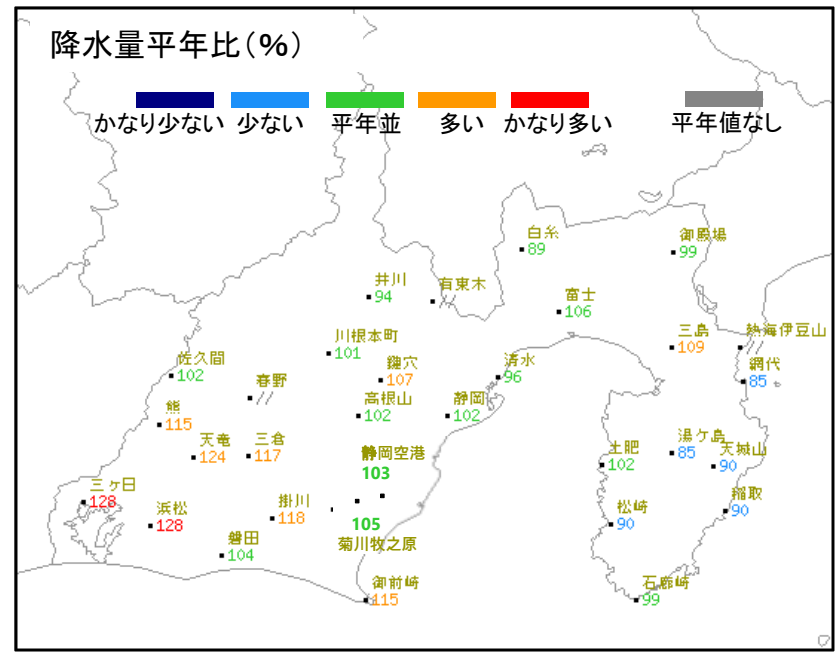 降水量平年比(%)
かなり少ない 少ない 平年並 多い かなり多い 平年値なし
白糸
89
御殿場
99
井川
94
有東木
//
富士
106
川根本町
101
三島
109
熱海伊豆山
//
佐久間
102
鍵穴
107
清水
96
網代
85
春野
//
熊
115
高根山
102
静岡
102
天竜
124
三倉
117
静岡空港
103
土肥
102
湯ケ島
85
天城山
90
三ケ日
128
浜松
128
掛川
118
105
菊川牧之原
松崎
90
稲取
90
磐田
104
御前崎
115
石廊崎
99